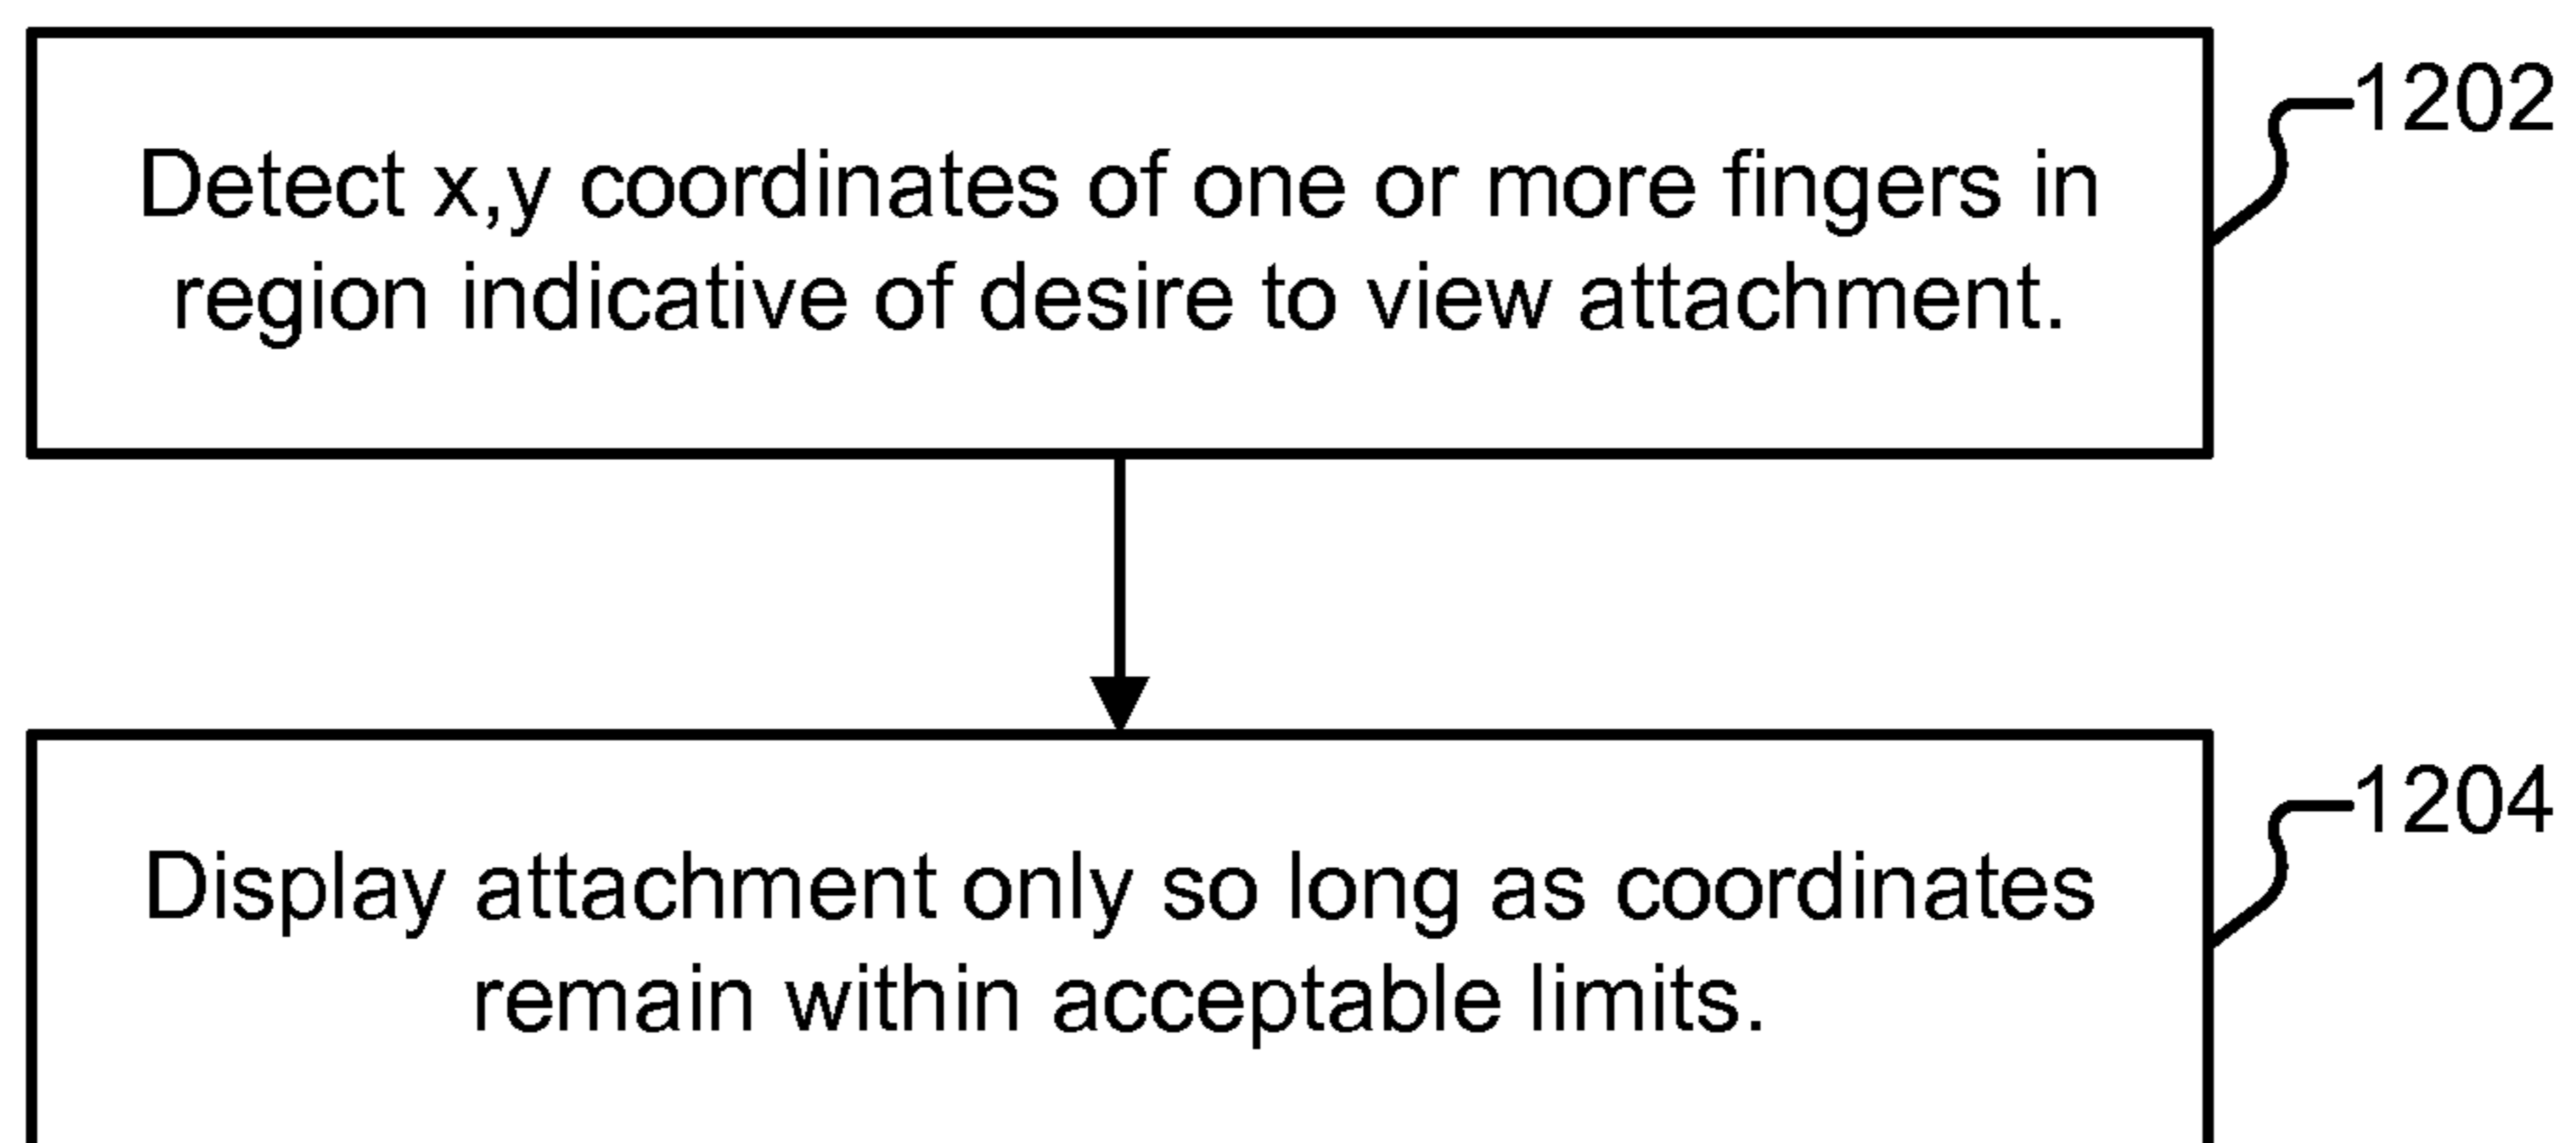 1202
Detect x,y coordinates of one or more fingers in
region indicative of desire to view attachment.
1204
Display attachment only so long as coordinates
remain within acceptable limits.